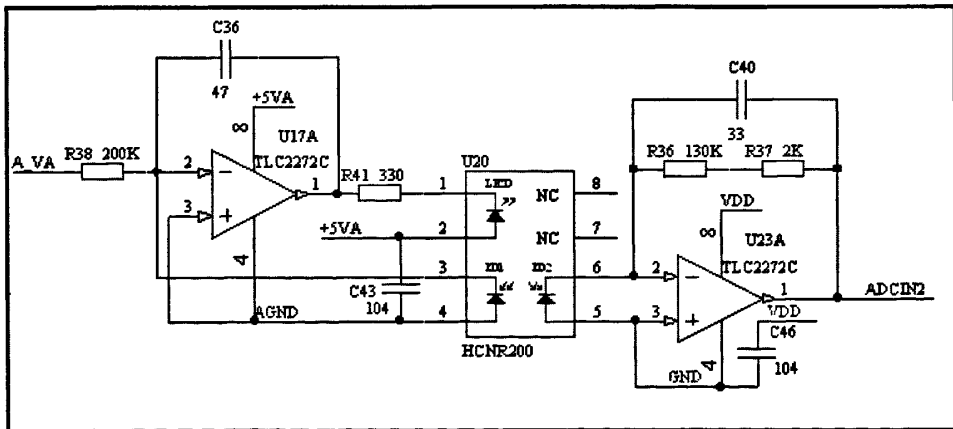 C36
47
+5VA
8
U17A
TLC2272C
A_VA
R38 200K
2
3
1
4
R41 330
+5VA
C43
104
AGND
U20
1
2
3
4
LED
NC
NC
8
7
6
5
HCNR200
C40
33
R36 130K
R37 2K
VDD
8
U23A
TLC2272C
2
3
1
4
ADCIN2
VDD
C46
104
GND